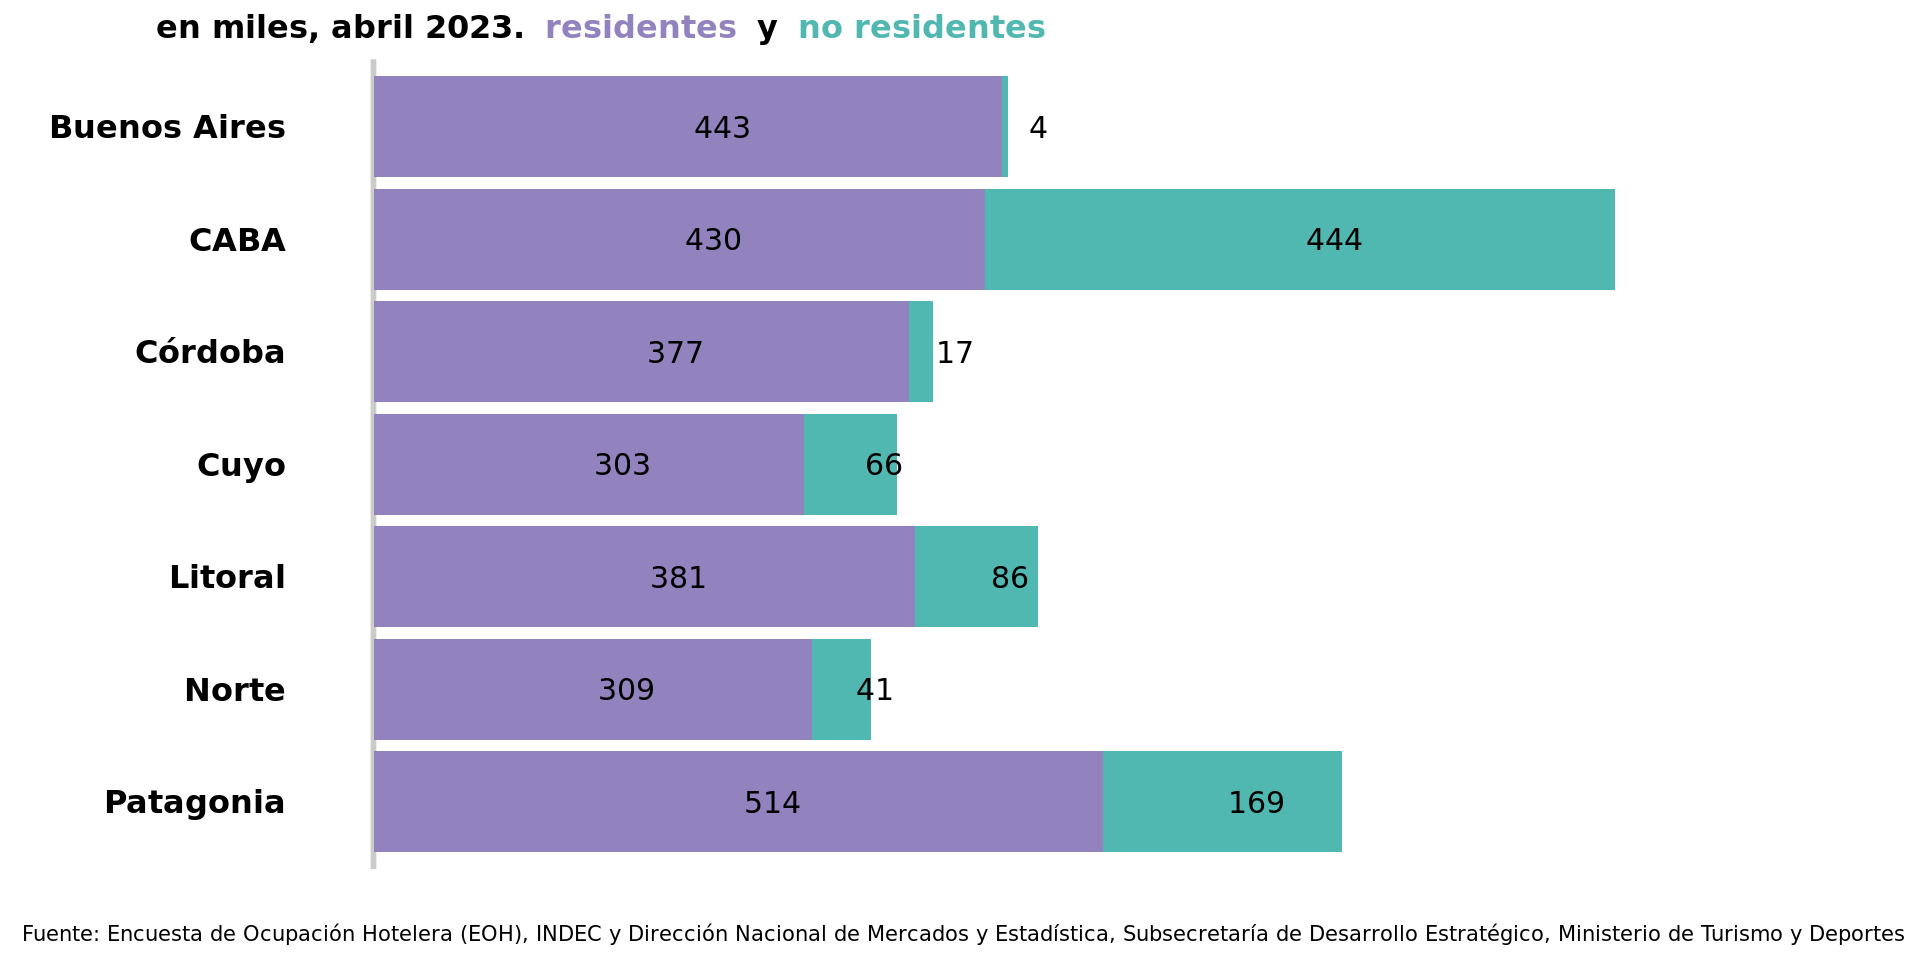 en miles, abril 2023. residentes y no residentes
Buenos Aires 443 4
CABA 430 444
Córdoba 377 17
Cuyo 303 66
Litoral 381 86
Norte 309 41
Patagonia 514 169
Fuente: Encuesta de Ocupación Hotelera (EOH), INDEC y Dirección Nacional de Mercados y Estadística, Subsecretaría de Desarrollo Estratégico, Ministerio de Turismo y Deportes